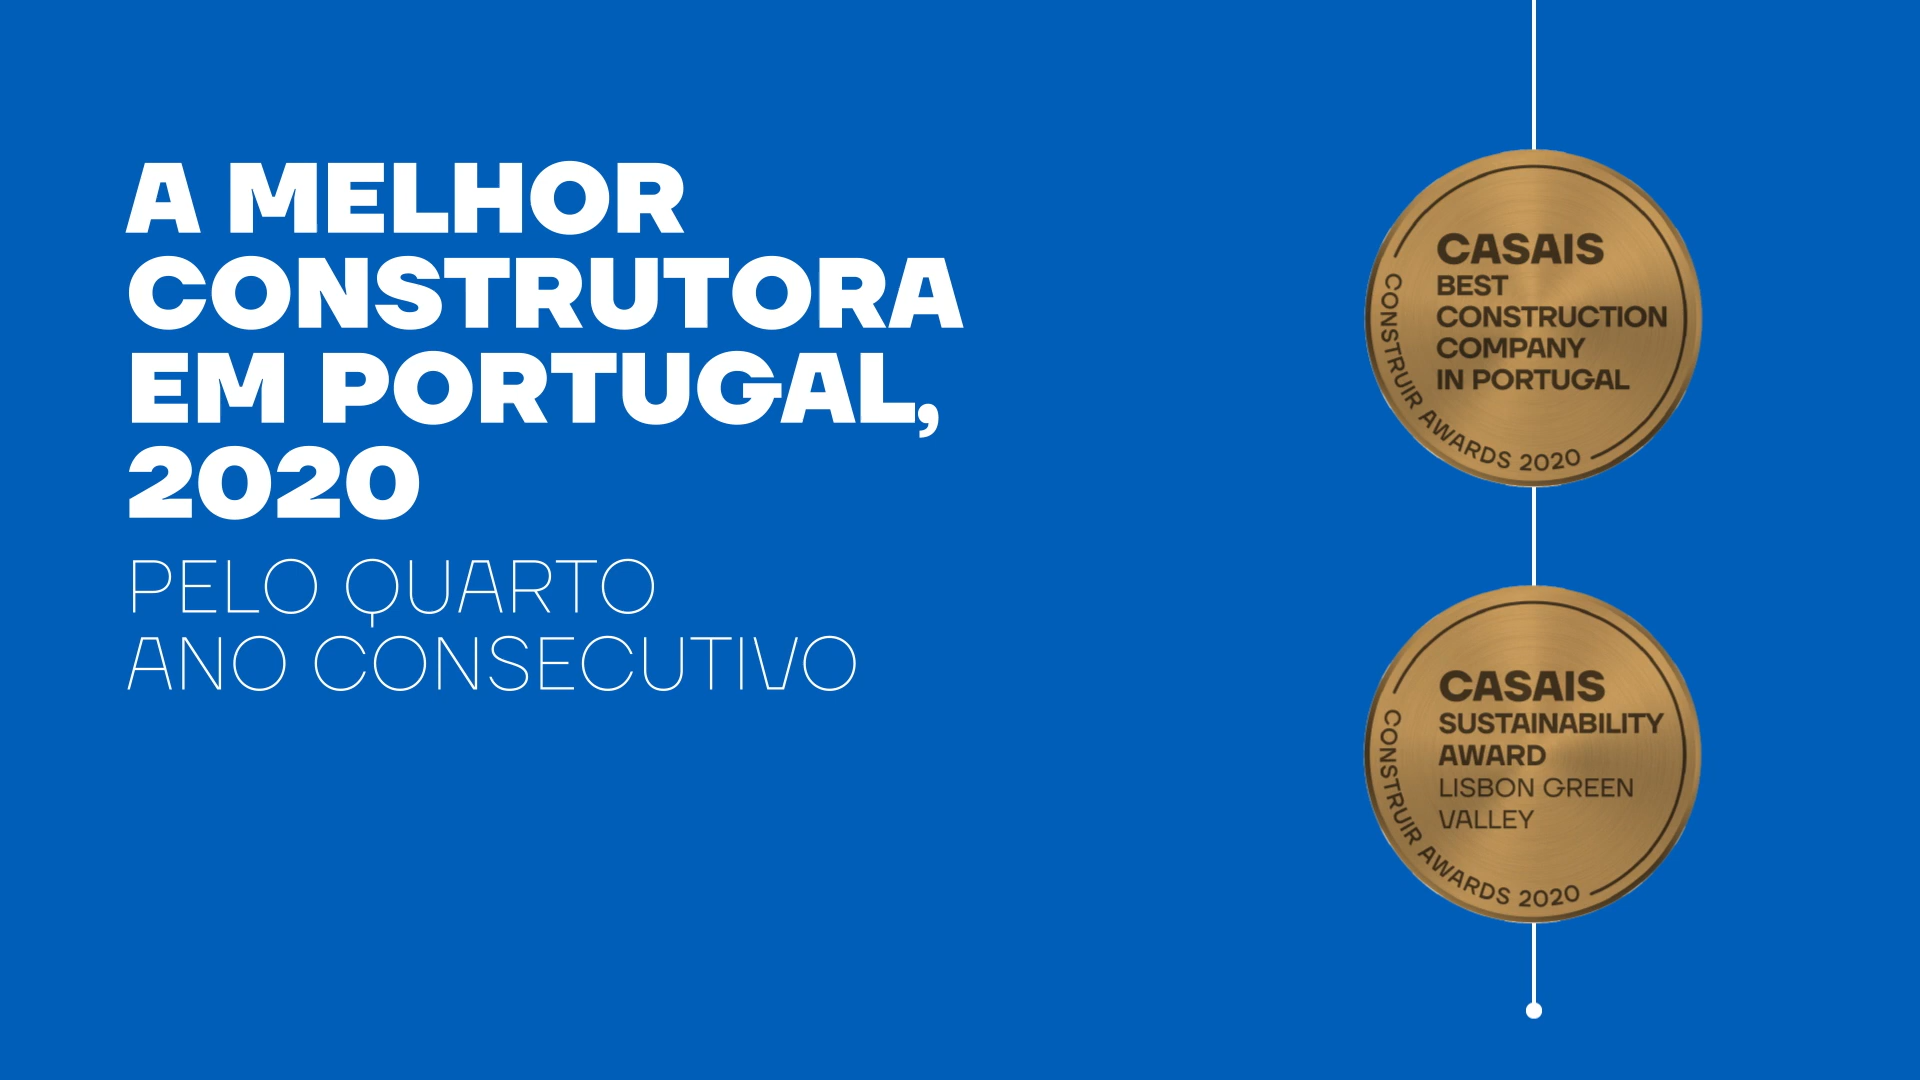 A MELHOR
CONSTRUTORA
EM PORTUGAL,
2020
PELO QUARTO
ANO CONSECUTIVO
CASAIS
BEST
CONSTRUCTION
COMPANY
IN PORTUGAL
CONSTRUIR AWARDS 2020
CASAIS
SUSTAINABILITY
AWARD
LISBON GREEN
VALLEY
CONSTRUIR AWARDS 2020